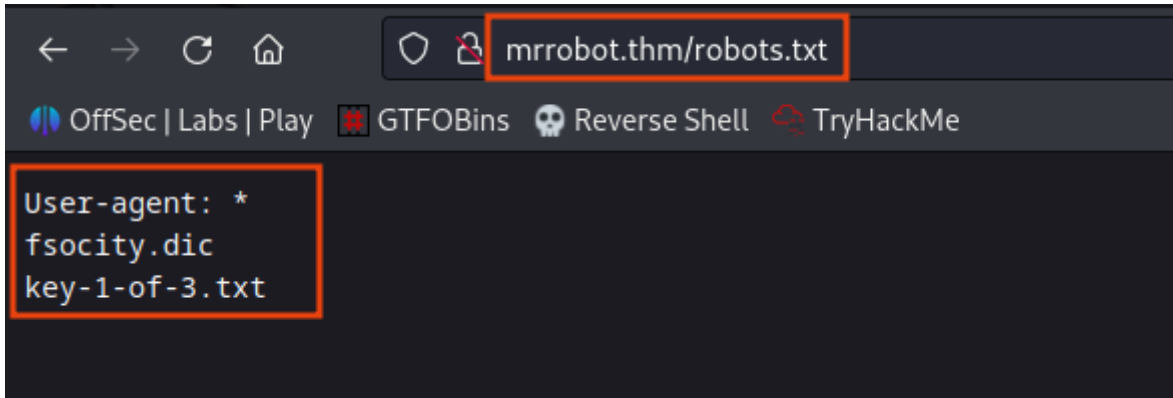 mrrobot.thm/robots.txt
OffSec | Labs | Play GTFOBins Reverse Shell TryHackMe
User-agent: *
fsocity.dic
key-1-of-3.txt